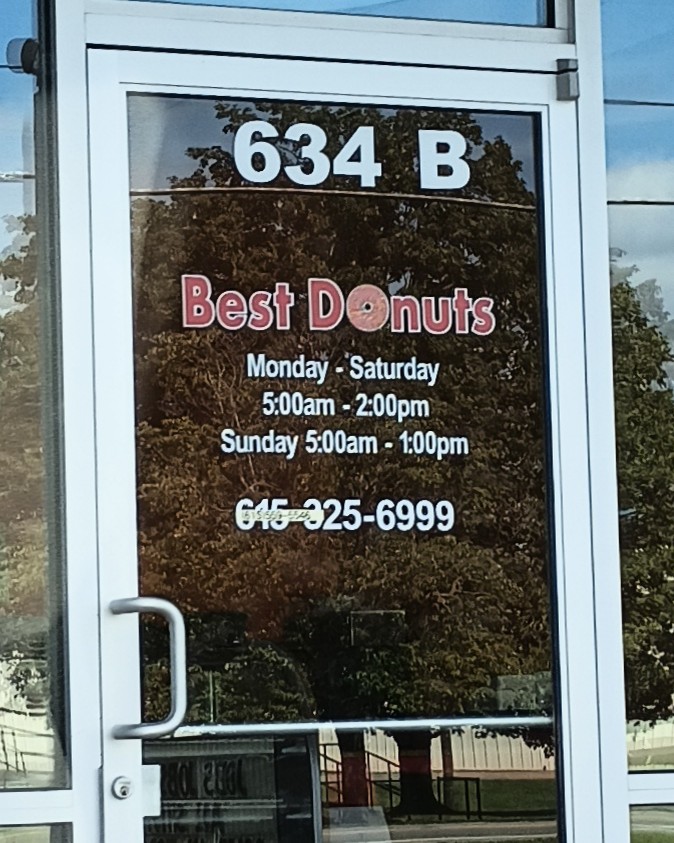 634 B
Best Donuts
Monday - Saturday
5:00am - 2:00pm
Sunday 5:00am - 1:00pm
615-325-6999